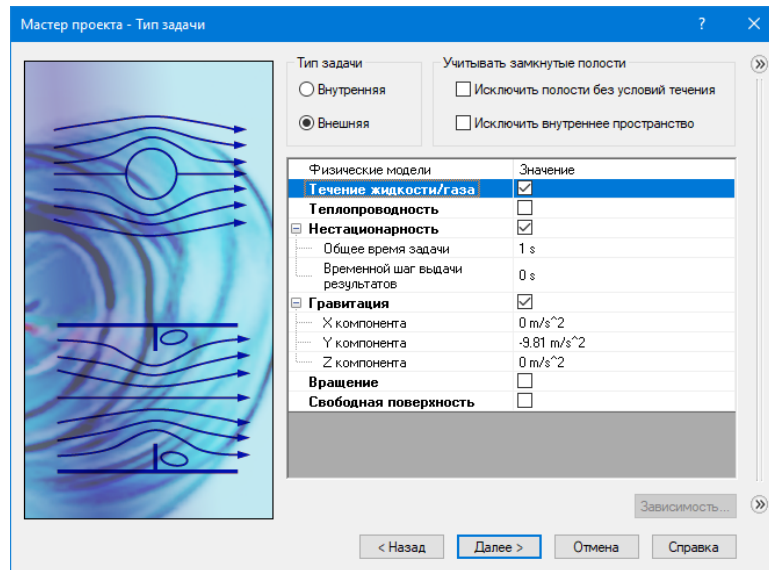 Мастер проекта - Тип задачи
Тип задачи
Внутренняя
Внешняя
Учитывать замкнутые полости
Исключить полости без условий течения
Исключить внутреннее пространство
Физические модели Значение
Течение жидкости/газа
Теплопроводность
Нестационарность
Общее время задачи 1 s
Временной шаг выдачи
результатов 0 s
Гравитация
X компонента 0 m/s^2
Y компонента -9.81 m/s^2
Z компонента 0 m/s^2
Вращение
Свободная поверхность
Зависимость...
< Назад Далее > Отмена Справка